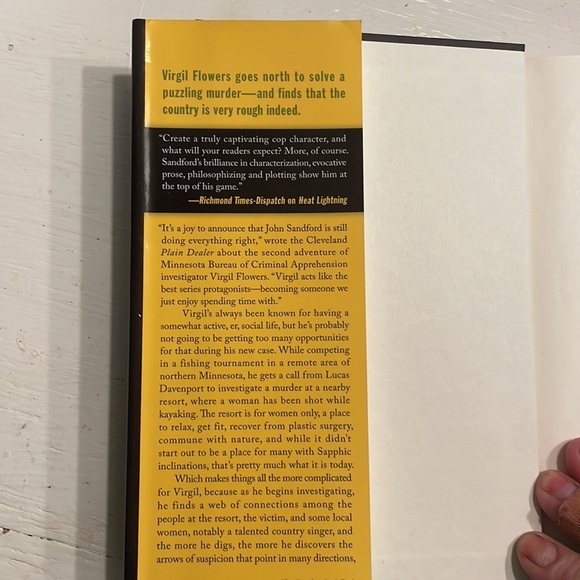 Virgil Flowers goes north to solve a
puzzling murder—and finds that the
country is very rough indeed.
“Create a truly captivating cop character, and
what will your readers expect? More, of course.
Sandford’s brilliance in characterization, evocative
prose, philosophizing and plotting show him at
the top of his game.”
—Richmond Times-Dispatch on Heat Lightning
“It’s a joy to announce that John Sandford is still
doing everything right,” wrote the Cleveland
Plain Dealer about the second adventure of
Minnesota Bureau of Criminal Apprehension
investigator Virgil Flowers. “Virgil acts like the
best series protagonists—becoming someone we
just enjoy spending time with.”
Virgil’s always been known for having a
somewhat active, er, social life, but he’s probably
not going to be getting too many opportunities
for that during his new case. While competing
in a fishing tournament in a remote area of
northern Minnesota, he gets a call from Lucas
Davenport to investigate a murder at a nearby
resort, where a woman has been shot while
kayaking. The resort is for women only, a place
to relax, get fit, recover from plastic surgery,
commune with nature, and while it didn’t
start out to be a place for many with Sapphic
inclinations, that’s pretty much what it is today.
Which makes things all the more complicated
for Virgil, because as he begins investigating,
he finds a web of connections among the
people at the resort, the victim, and some local
women, notably a talented country singer, and
the more he digs, the more he discovers the
arrows of suspicion that point in many directions,